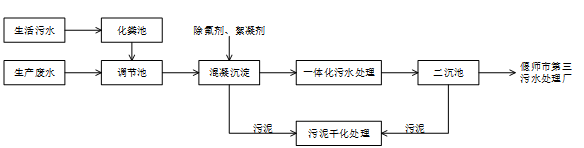 生活污水
化粪池
除氟剂、絮凝剂
生产废水
调节池
混凝沉淀
一体化污水处理
二沉池
偃师市第三
污水处理厂
污泥
污泥干化处理
污泥